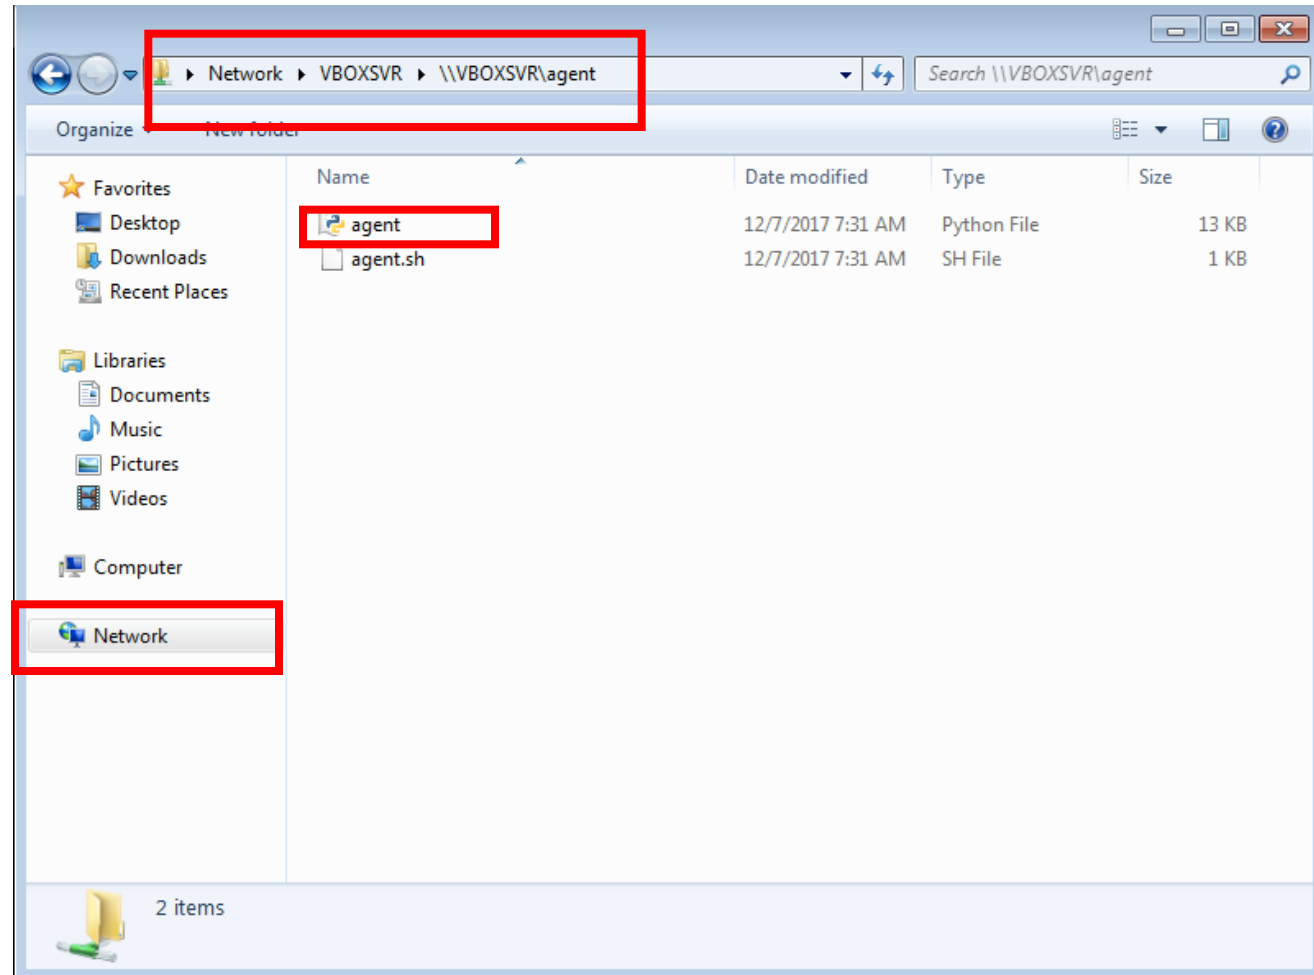 Network VBOXSVR \\VBOXSVR\agent Search \\VBOXSVR\agent
Organize New folder
Name Date modified Type Size
Favorites
Desktop
Downloads
Recent Places
Libraries
Documents
Music
Pictures
Videos
Computer
Network
agent 12/7/2017 7:31 AM Python File 13 KB
agent.sh 12/7/2017 7:31 AM SH File 1 KB
2 items